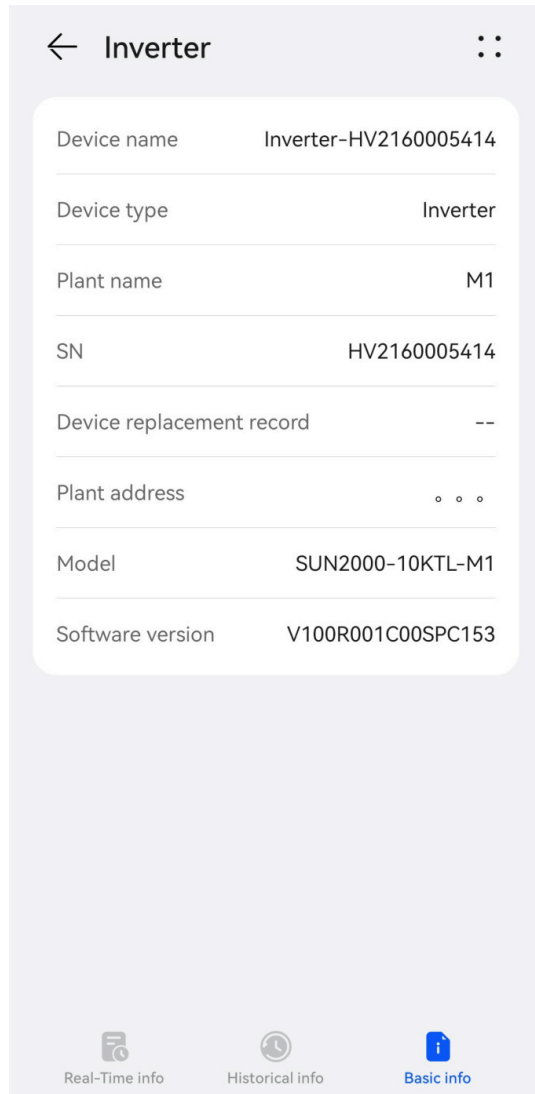 Inverter
Device name Inverter-HV2160005414
Device type Inverter
Plant name M1
SN HV2160005414
Device replacement record --
Plant address 。。。
Model SUN2000-10KTL-M1
Software version V100R001C00SPC153
Real-Time info Historical info Basic info